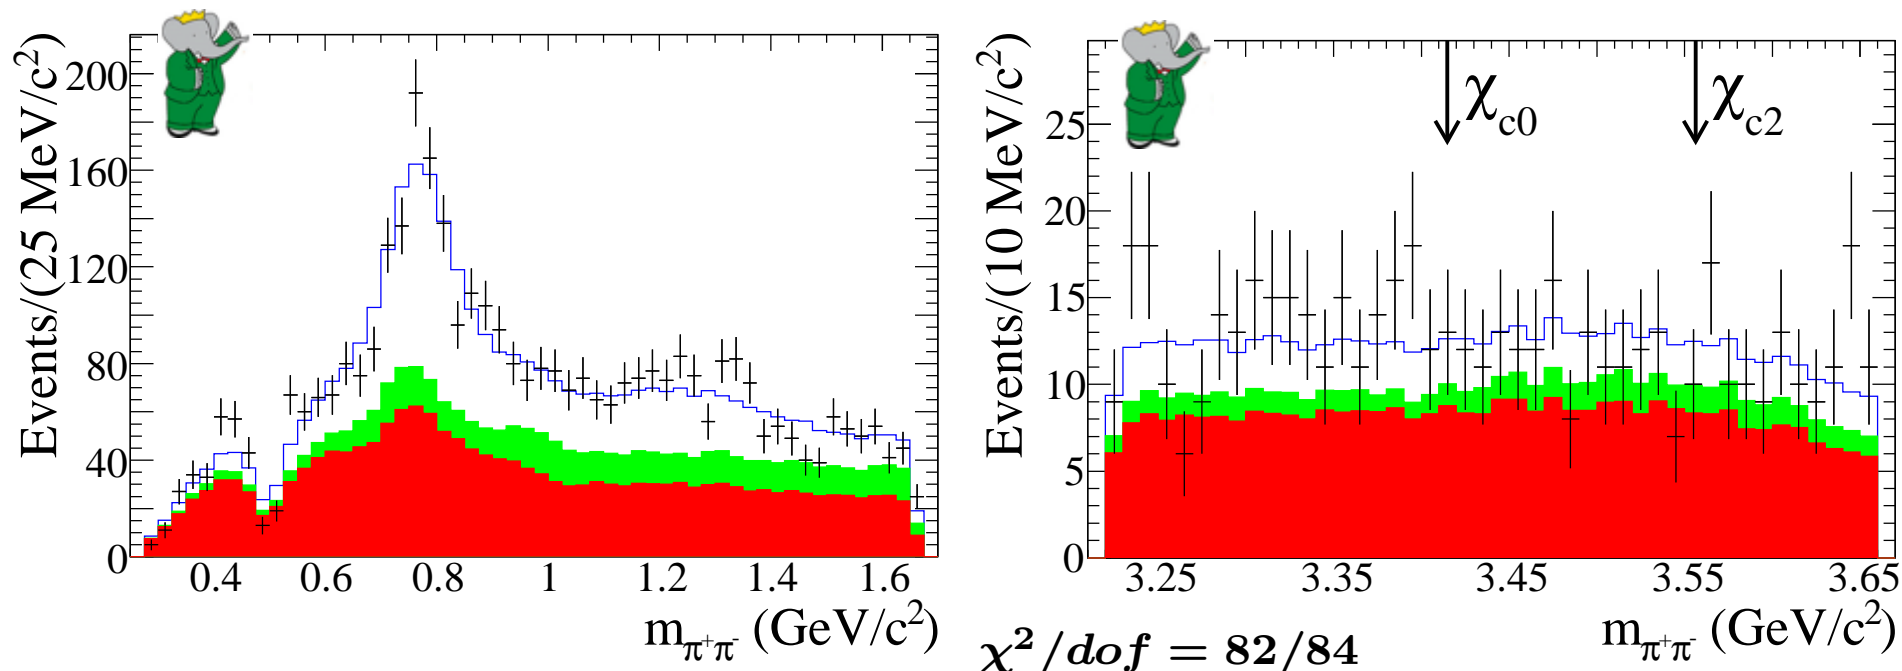 Events/(25 MeV/c²)
200
160
120
80
40
0
0.4 0.6 0.8 1 1.2 1.4 1.6
m_π⁺π⁻ (GeV/c²)
Events/(10 MeV/c²)
χc0
χc2
25
20
15
10
5
0
3.25 3.35 3.45 3.55 3.65
m_π⁺π⁻ (GeV/c²)
χ²/dof = 82/84